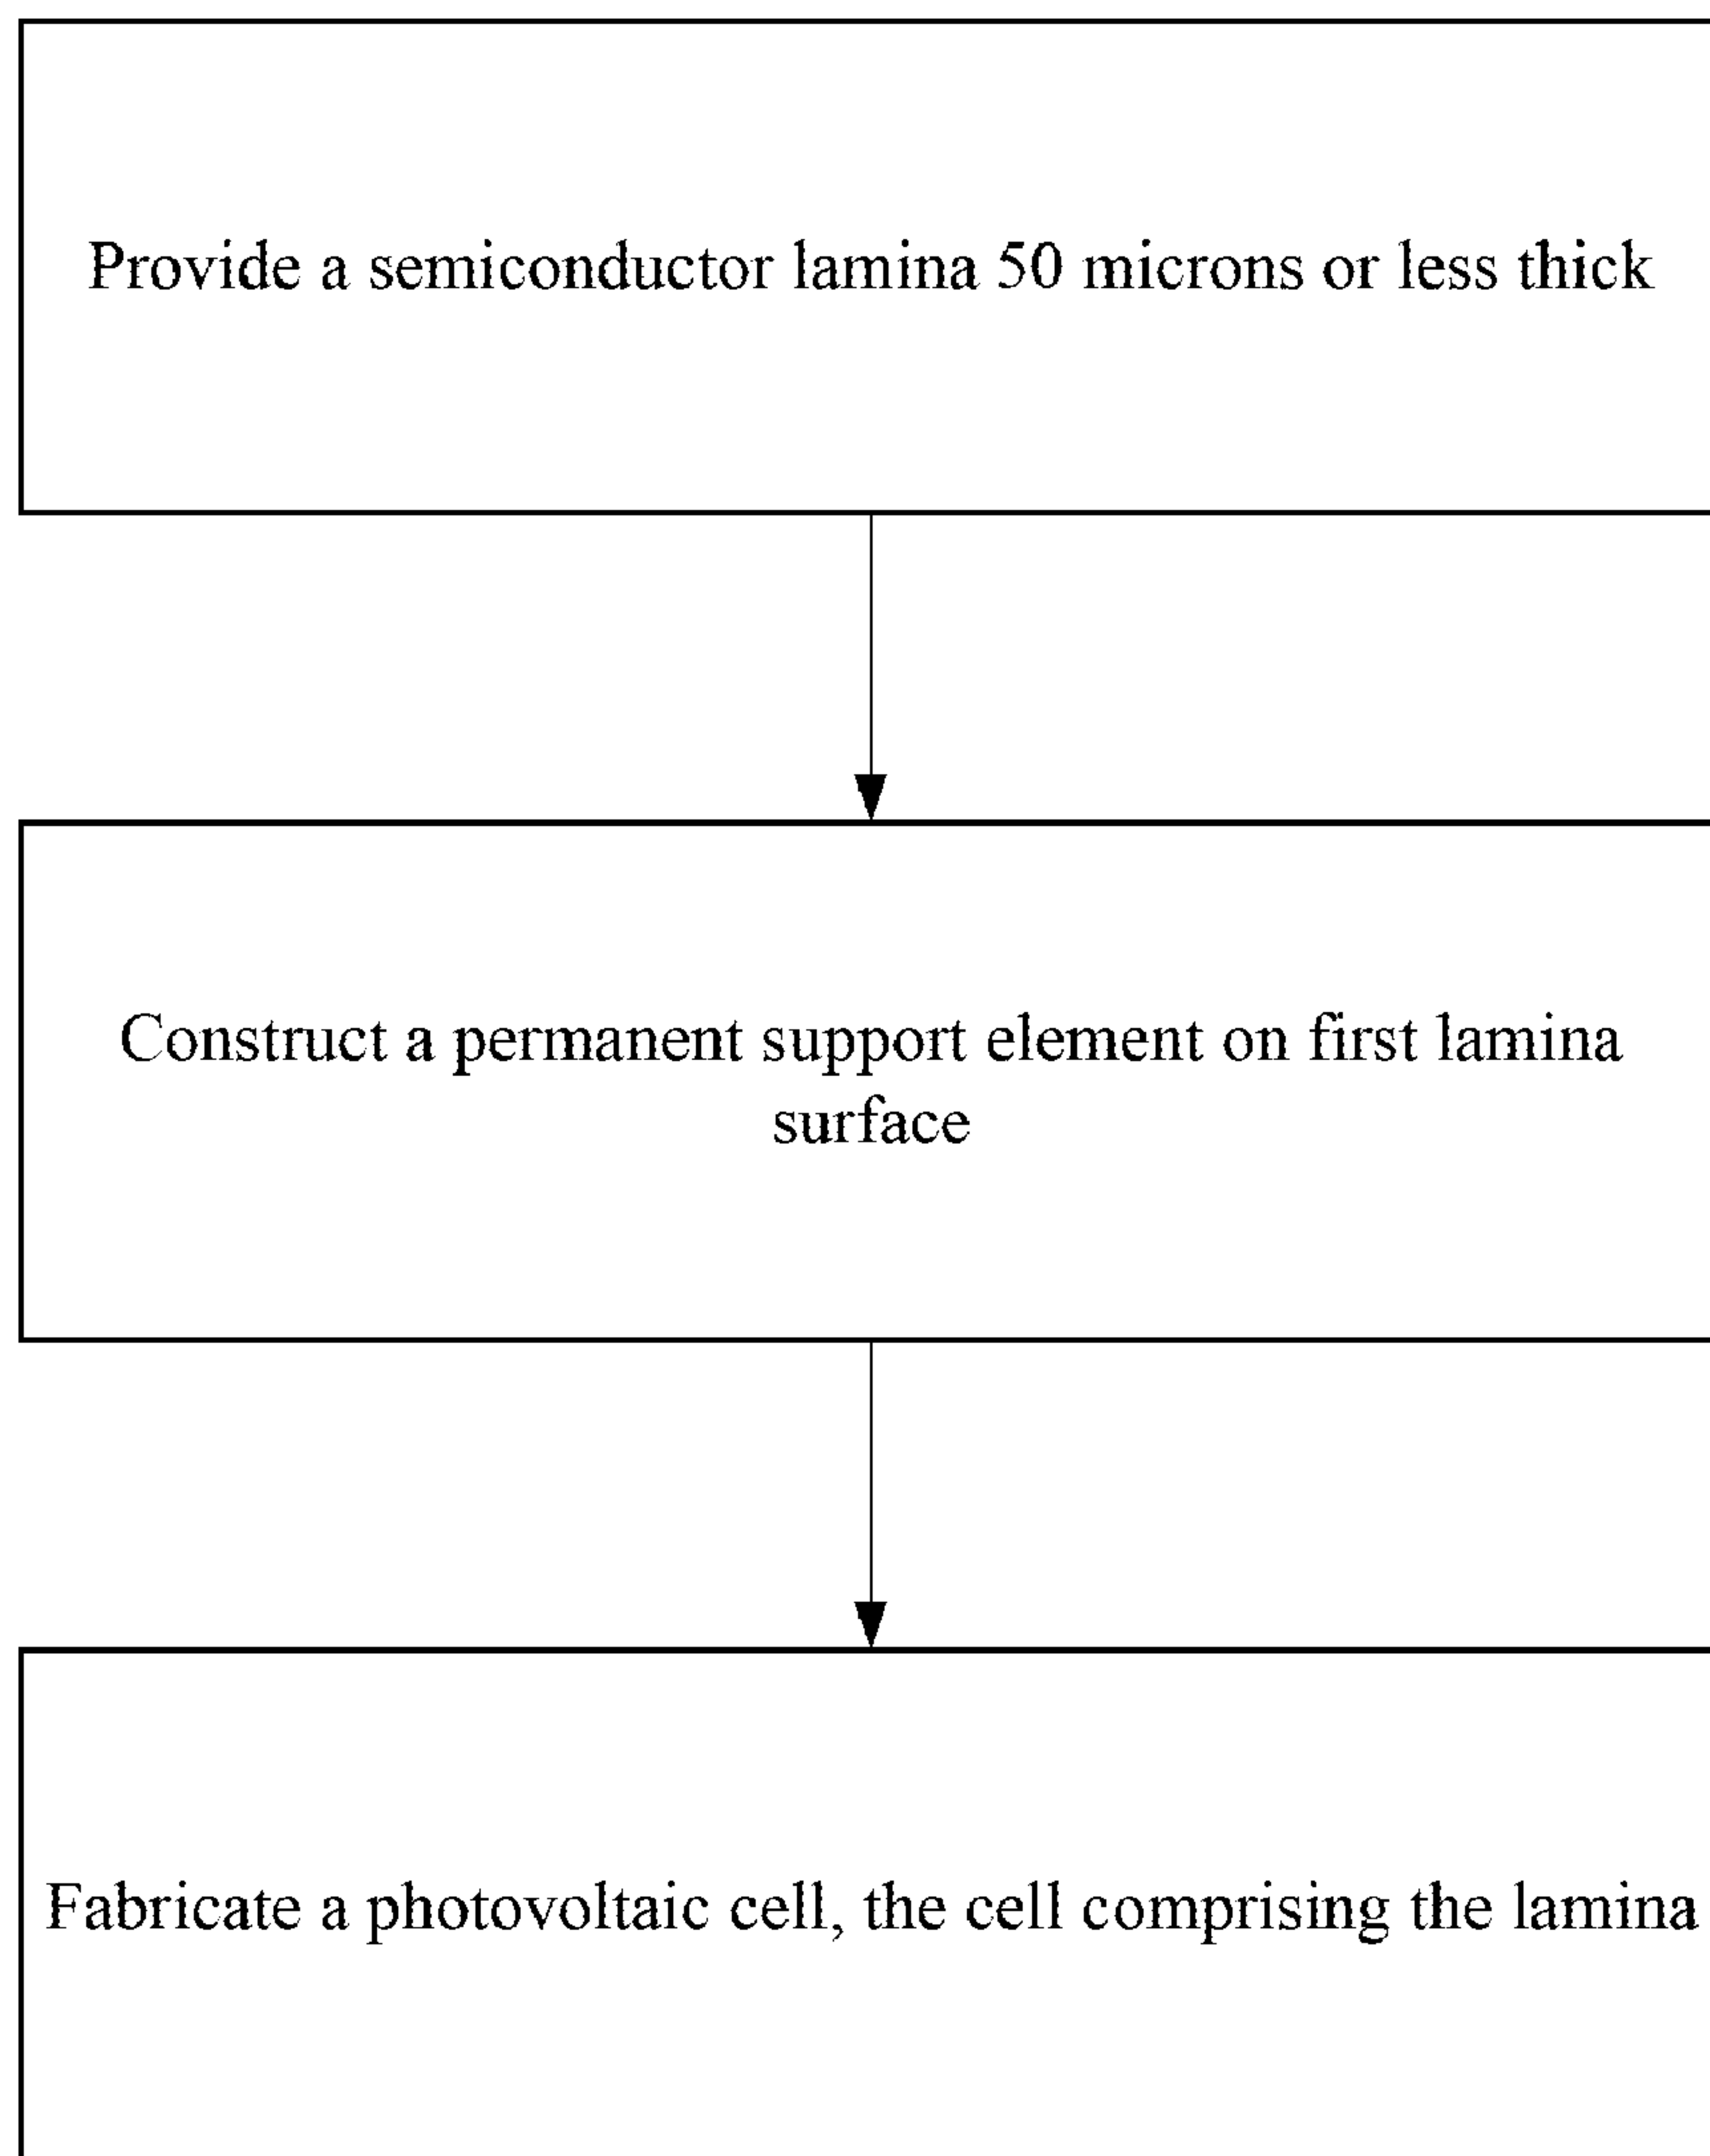 Provide a semiconductor lamina 50 microns or less thick
Construct a permanent support element on first lamina
surface
Fabricate a photovoltaic cell, the cell comprising the lamina